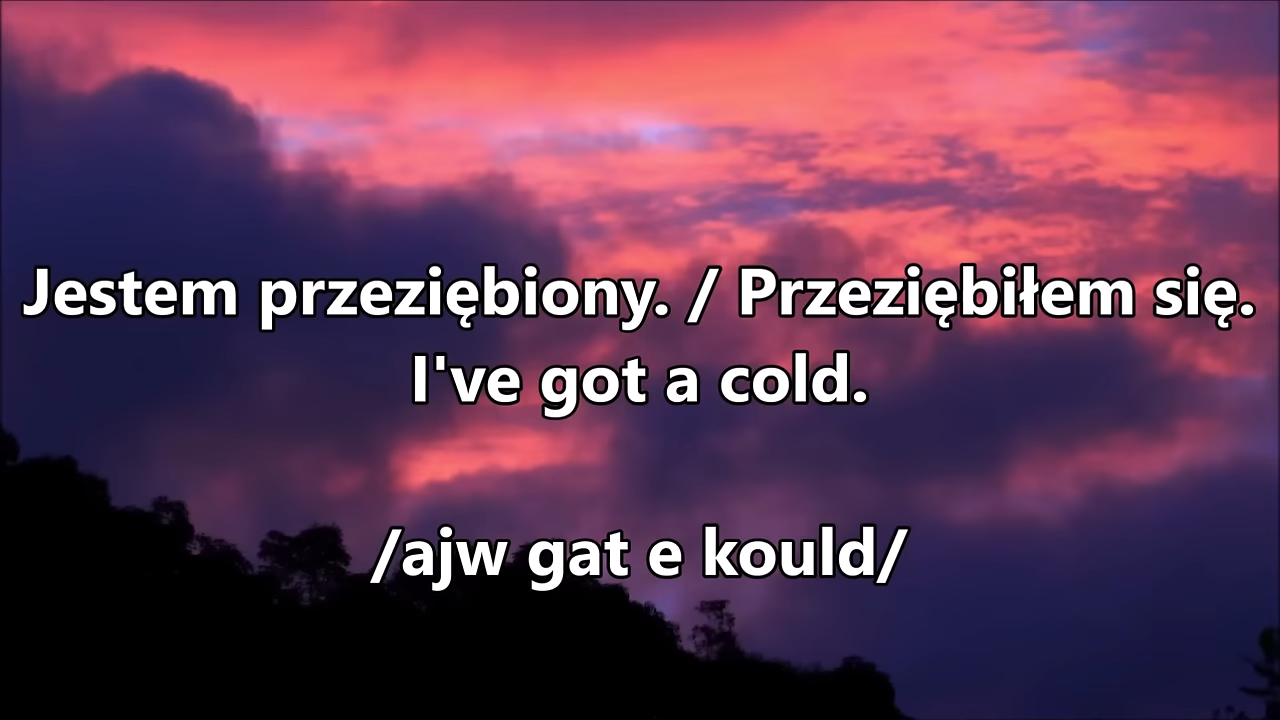 Jestem przeziębiony. / Przeziębiłem się.
I've got a cold.
/ajw gat e kould/